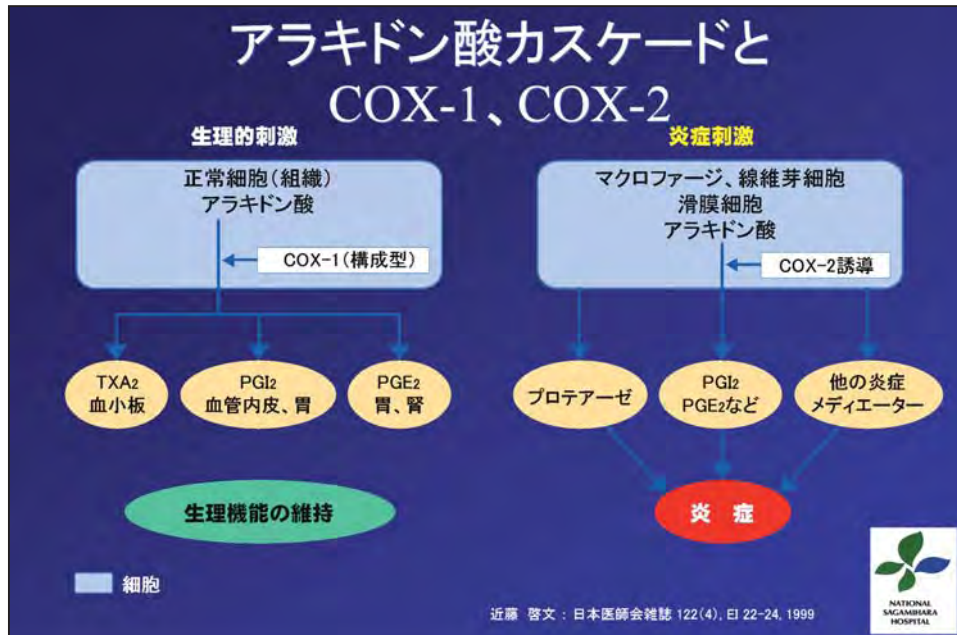 アラキドン酸カスケードと
COX-1、COX-2
生理的刺激
正常細胞(組織)
アラキドン酸
COX-1(構成型)
TXA2
血小板
PGI2
血管内皮、胃
PGE2
胃、腎
生理機能の維持
炎症刺激
マクロファージ、線維芽細胞
滑膜細胞
アラキドン酸
COX-2誘導
プロテアーゼ
PGI2
PGE2など
他の炎症
メディエーター
炎 症
細胞
近藤 啓文:日本医師会雑誌 122(4), EI 22-24, 1999
NATIONAL
SAGAMIHARA
HOSPITAL